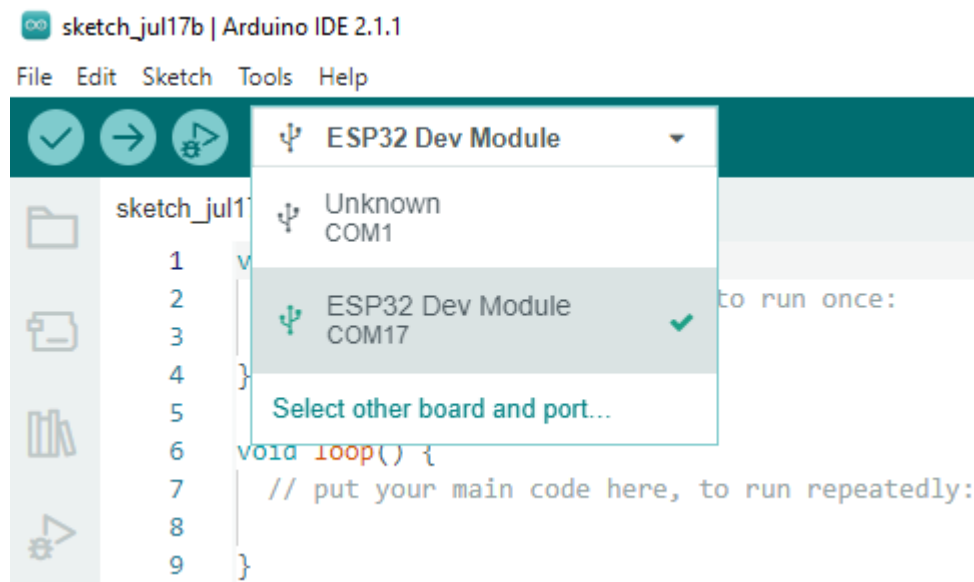 sketch_jul17b | Arduino IDE 2.1.1
File Edit Sketch Tools Help
ESP32 Dev Module
sketch_jul1
Unknown
COM1
1 v
2 to run once:
ESP32 Dev Module
COM17
3
4 }
5
Select other board and port...
6 void loop() {
7 // put your main code here, to run repeatedly:
8
9 }